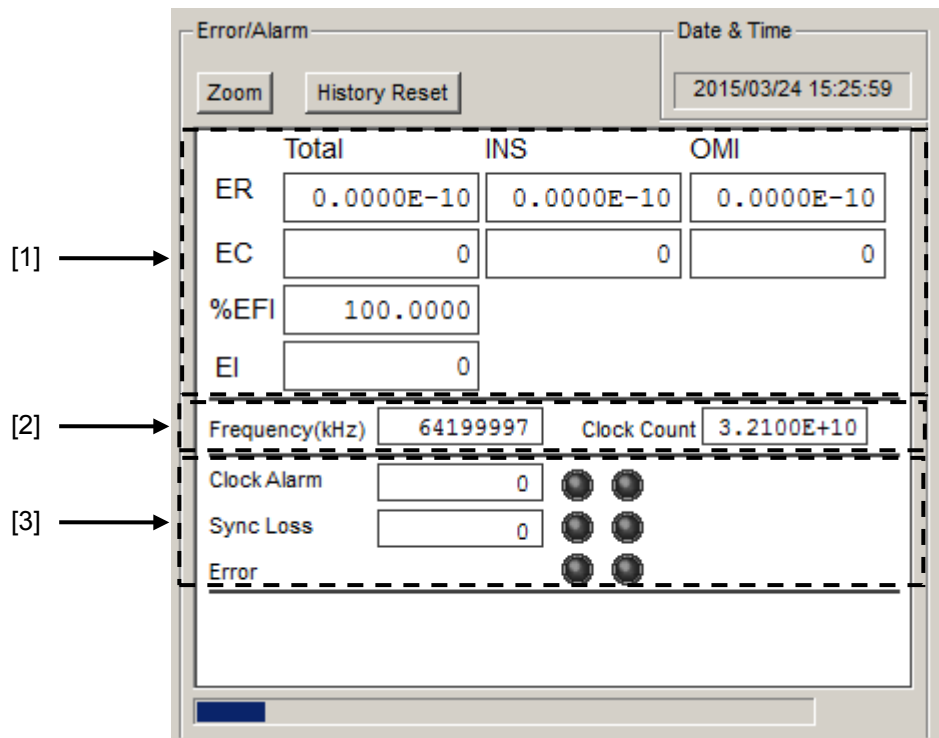 Error/Alarm Date & Time
Zoom History Reset 2015/03/24 15:25:59
Total INS OMI
ER 0.0000E-10 0.0000E-10 0.0000E-10
[1] EC 0 0 0
%EFI 100.0000
EI 0
[2] Frequency(kHz) 64199997 Clock Count 3.2100E+10
Clock Alarm 0
[3] Sync Loss 0
Error